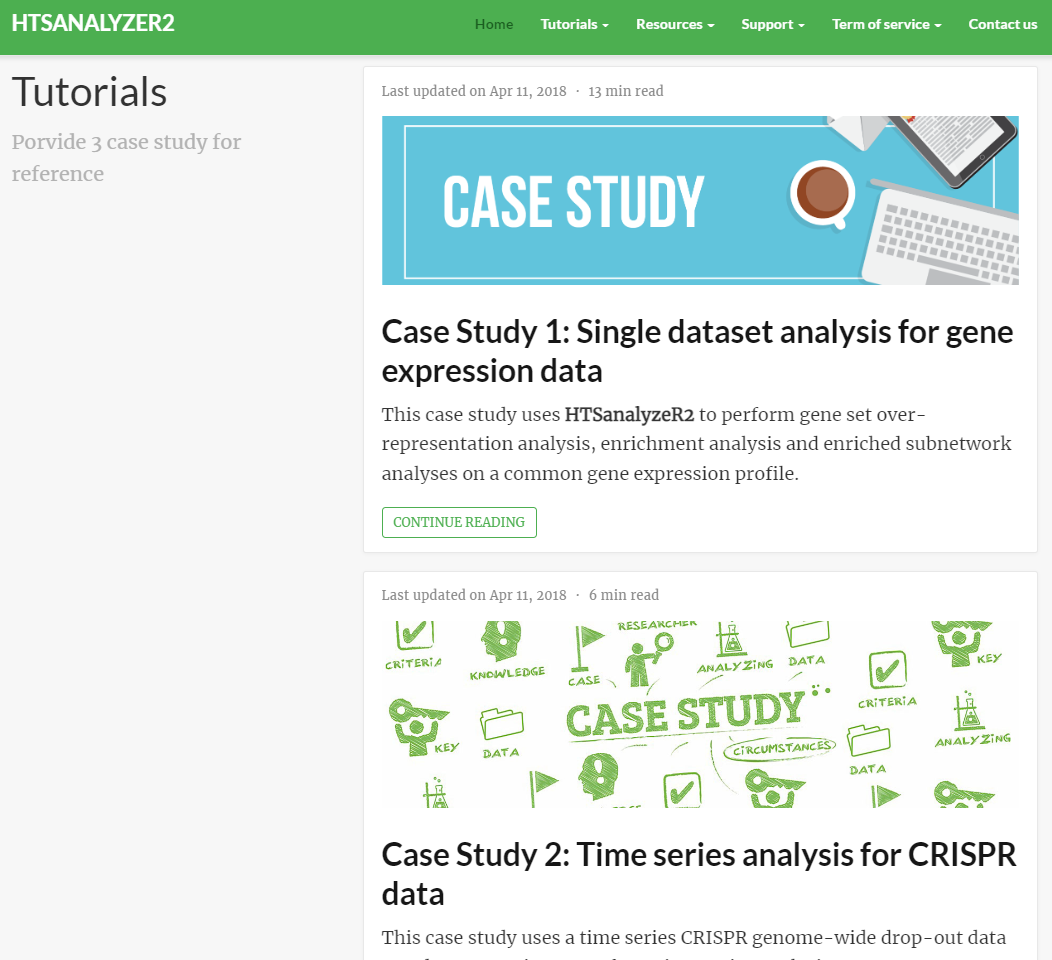 HTSANALYZER2
Home Tutorials Resources Support Term of service Contact us
Tutorials
Porvide 3 case study for
reference
Last updated on Apr 11, 2018 · 13 min read
CASE STUDY
Case Study 1: Single dataset analysis for gene
expression data
This case study uses HTSanalyzeR2 to perform gene set over-
representation analysis, enrichment analysis and enriched subnetwork
analyses on a common gene expression profile.
CONTINUE READING
Last updated on Apr 11, 2018 · 6 min read
RESEARCHER
CRITERIA
KNOWLEDGE
CASE
ANALYZING
DATA
KEY
CASE STUDY
CRITERIA
KEY
DATA
CIRCUMSTANCES
DATA
ANALYZING
Case Study 2: Time series analysis for CRISPR
data
This case study uses a time series CRISPR genome-wide drop-out data